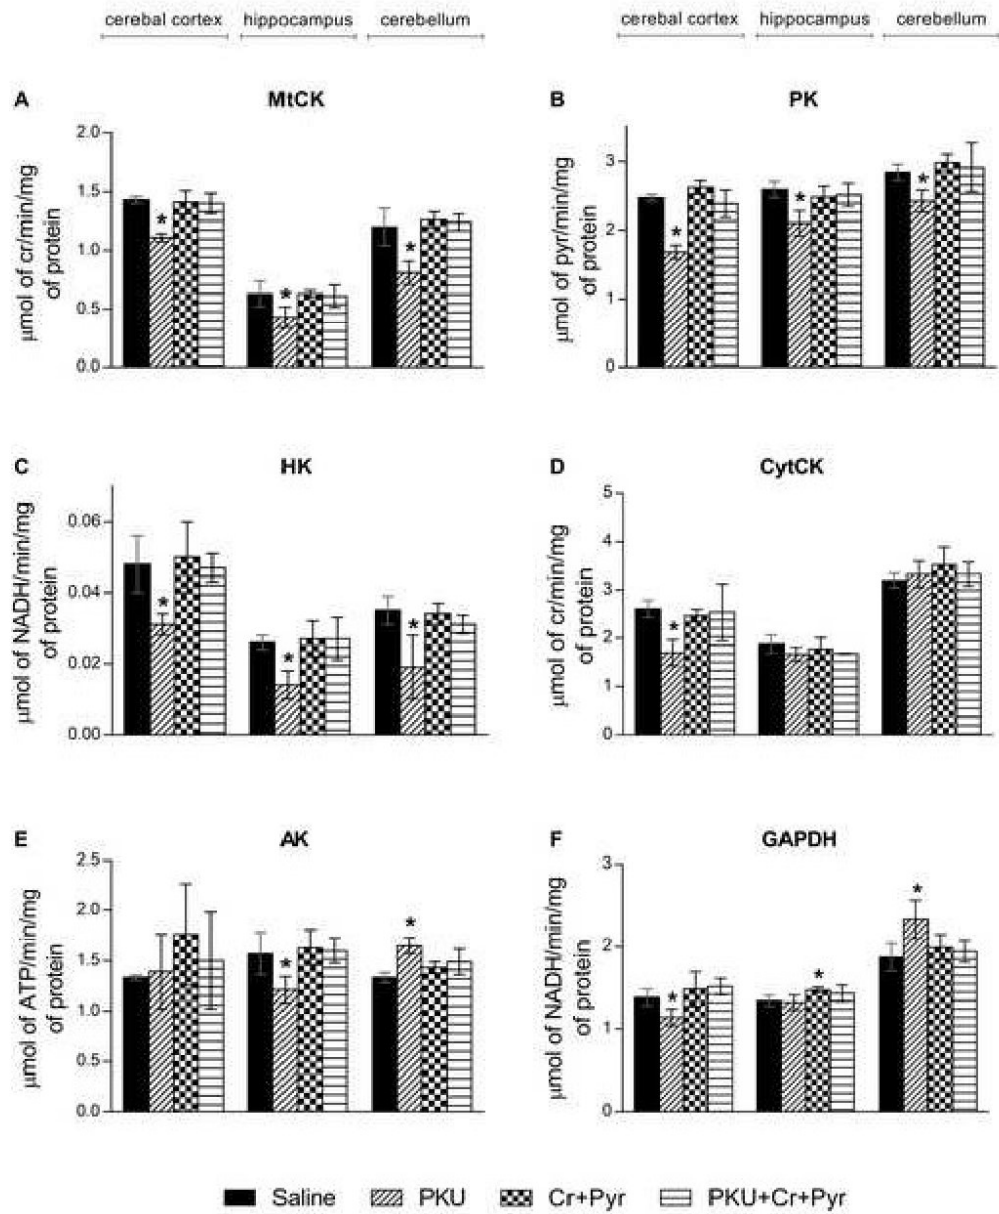 cerebal cortex hippocampus cerebellum cerebal cortex hippocampus cerebellum
A MtCK
μmol of cr/min/mg
of protein
2.0
1.5
1.0
0.5
0.0
*
*
*
B PK
μmol of pyr/min/mg
of protein
3
2
1
0
*
*
*
C HK
μmol of NADH/min/mg
of protein
0.06
0.04
0.02
0.00
*
*
*
D CytCK
μmol of cr/min/mg
of protein
5
4
3
2
1
0
*
E AK
μmol of ATP/min/mg
of protein
2.5
2.0
1.5
1.0
0.5
0.0
*
*
F GAPDH
μmol of NADH/min/mg
of protein
3
2
1
0
*
*
*
Saline PKU Cr+Pyr PKU+Cr+Pyr